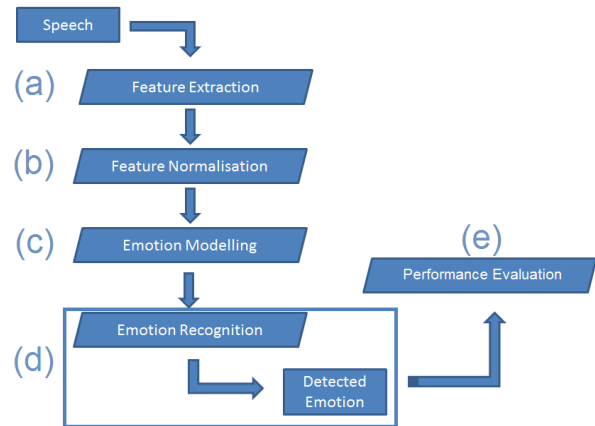 Speech
(a)
Feature Extraction
(b)
Feature Normalisation
(c)
Emotion Modelling
(e)
Performance Evaluation
(d)
Emotion Recognition
Detected
Emotion